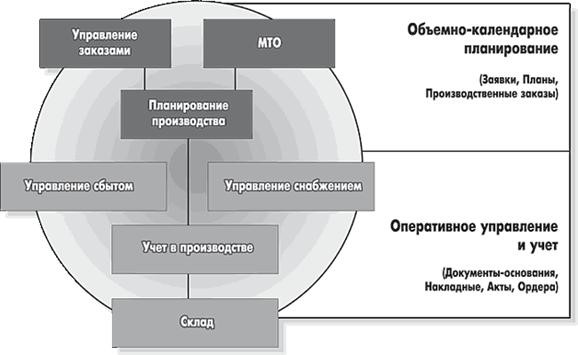 Управление
заказами
МТО
Планирование
производства
Управление сбытом
Управление снабжением
Учет в производстве
Склад
Объемно-календарное
планирование
(Заявки, Планы,
Производственные заказы)
Оперативное управление
и учет
(Документы-основания,
Накладные, Акты, Ордера)